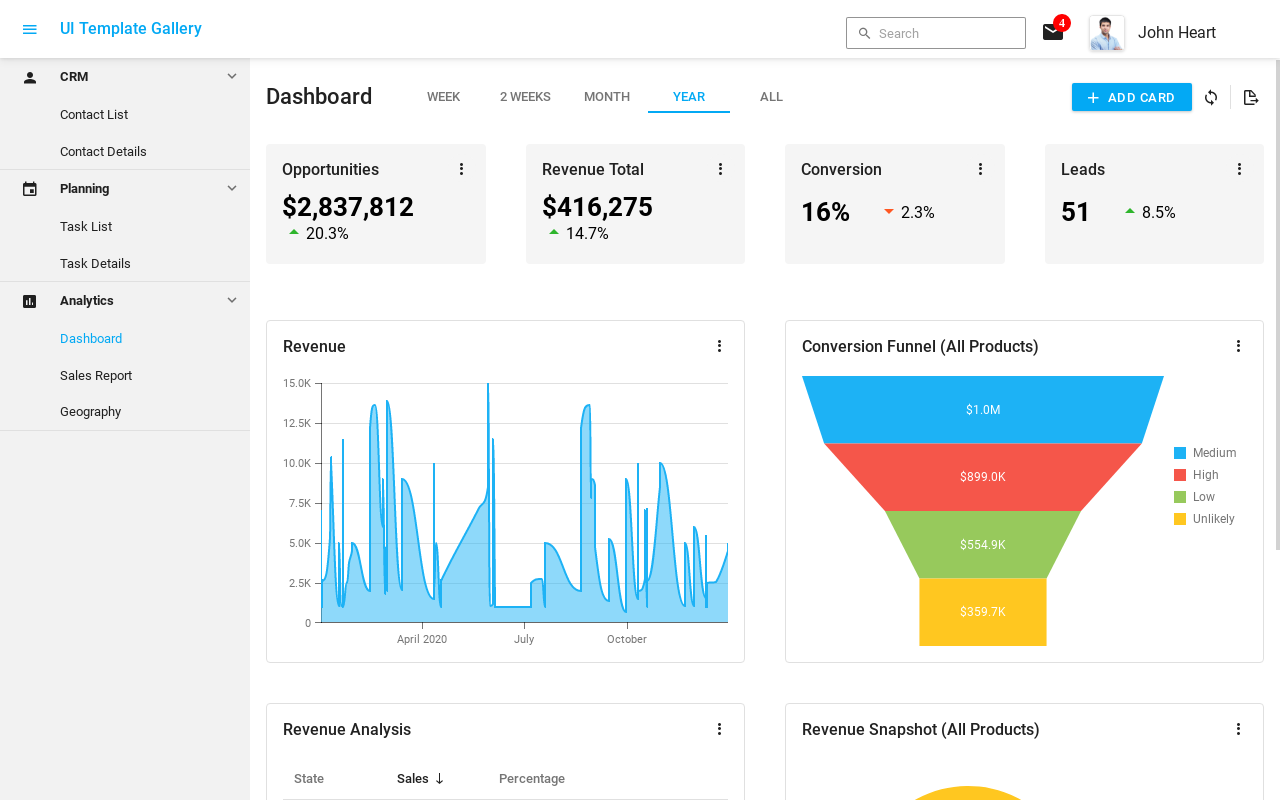 UI Template Gallery
Search
4
John Heart
CRM
Contact List
Contact Details
Planning
Task List
Task Details
Analytics
Dashboard
Sales Report
Geography
Dashboard
WEEK 2 WEEKS MONTH YEAR ALL
ADD CARD
Opportunities
$2,837,812
20.3%
Revenue Total
$416,275
14.7%
Conversion
16% 2.3%
Leads
51 8.5%
Revenue
15.0K
12.5K
10.0K
7.5K
5.0K
2.5K
0
April 2020 July October
Conversion Funnel (All Products)
$1.0M
$899.0K
$554.9K
$359.7K
Medium
High
Low
Unlikely
Revenue Analysis
State Sales Percentage
Revenue Snapshot (All Products)